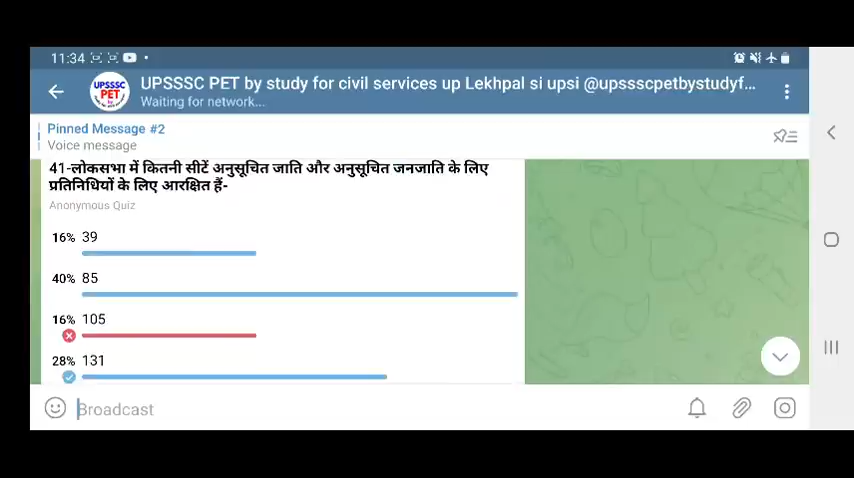 11:34
UPSSSC PET by study for civil services up Lekhpal si upsi @upssscpetbystudyf...
Waiting for network...
UPSSSC
PET
Pinned Message #2
Voice message
41-लोकसभा में कितनी सीटें अनुसूचित जाति और अनुसूचित जनजाति के लिए
प्रतिनिधियों के लिए आरक्षित हैं-
Anonymous Quiz
16% 39
40% 85
16% 105
28% 131
Broadcast